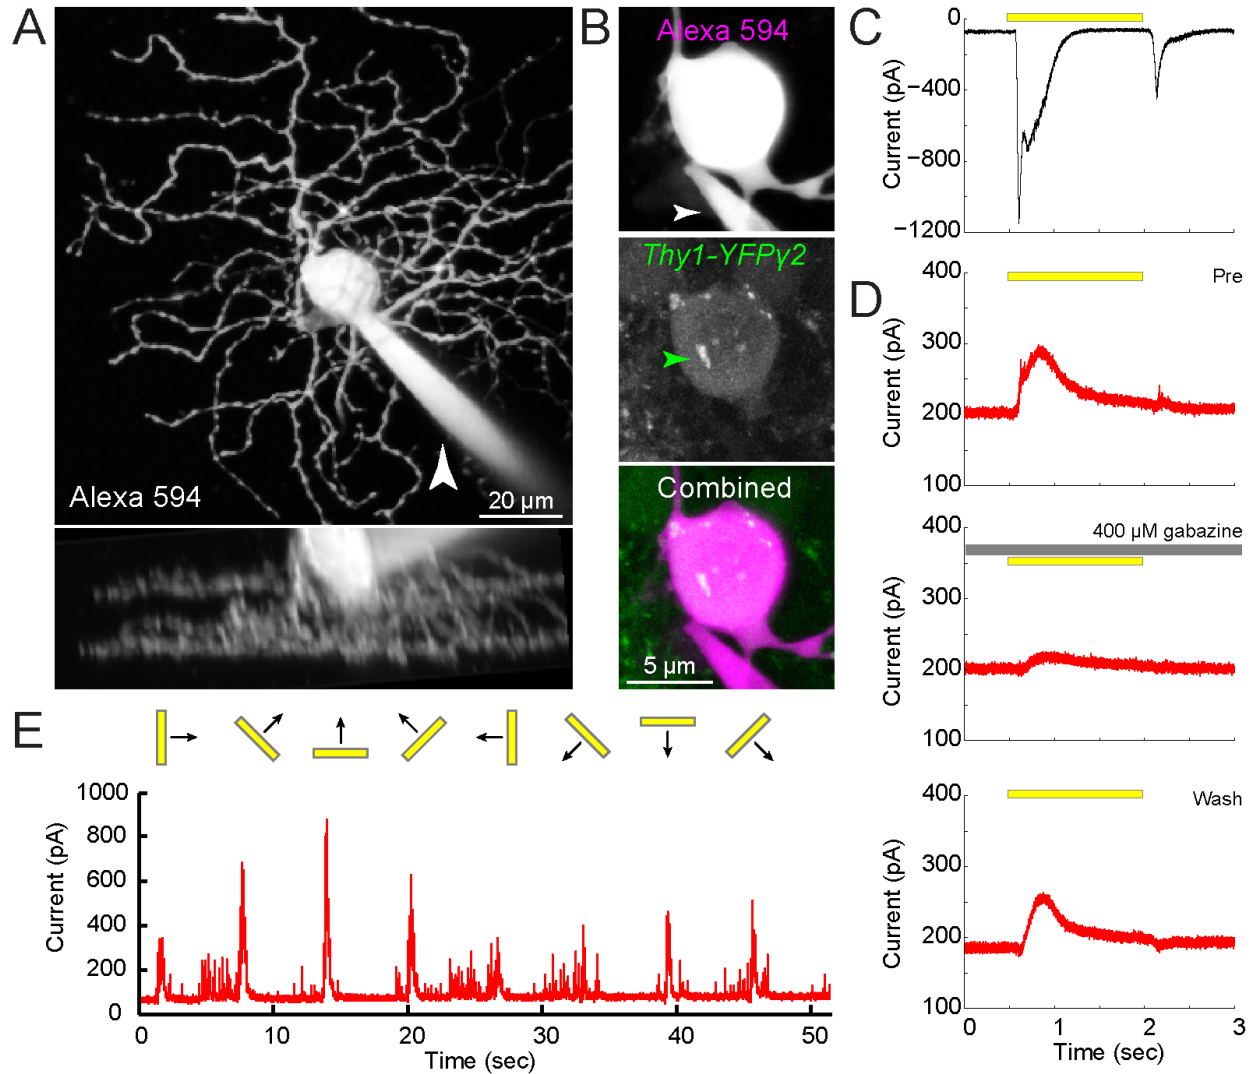 A
Alexa 594
20 µm
B
Alexa 594
Thy1-YFPγ2
Combined
5 µm
C
0
−400
−800
−1200
Current (pA)
D
Pre
400
300
200
100
Current (pA)
400 µM gabazine
400
300
200
100
Current (pA)
Wash
400
300
200
100
Current (pA)
0 1 2 3
Time (sec)
E
1000
800
600
400
200
0
Current (pA)
0 10 20 30 40 50
Time (sec)